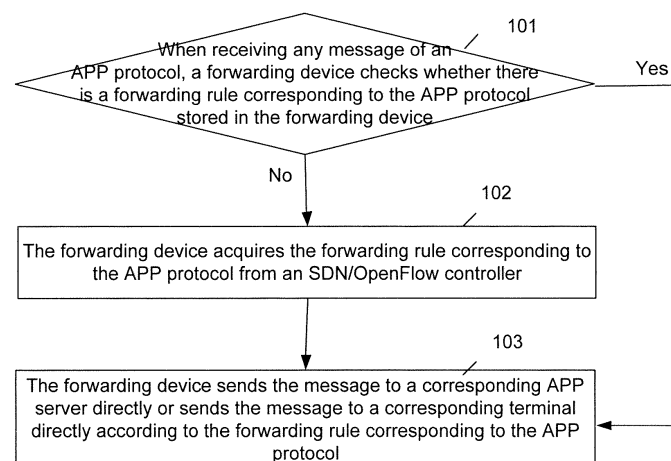 101
When receiving any message of an
APP protocol, a forwarding device checks whether there
is a forwarding rule corresponding to the APP protocol
stored in the forwarding device
Yes
No
102
The forwarding device acquires the forwarding rule corresponding to
the APP protocol from an SDN/OpenFlow controller
103
The forwarding device sends the message to a corresponding APP
server directly or sends the message to a corresponding terminal
directly according to the forwarding rule corresponding to the APP
protocol